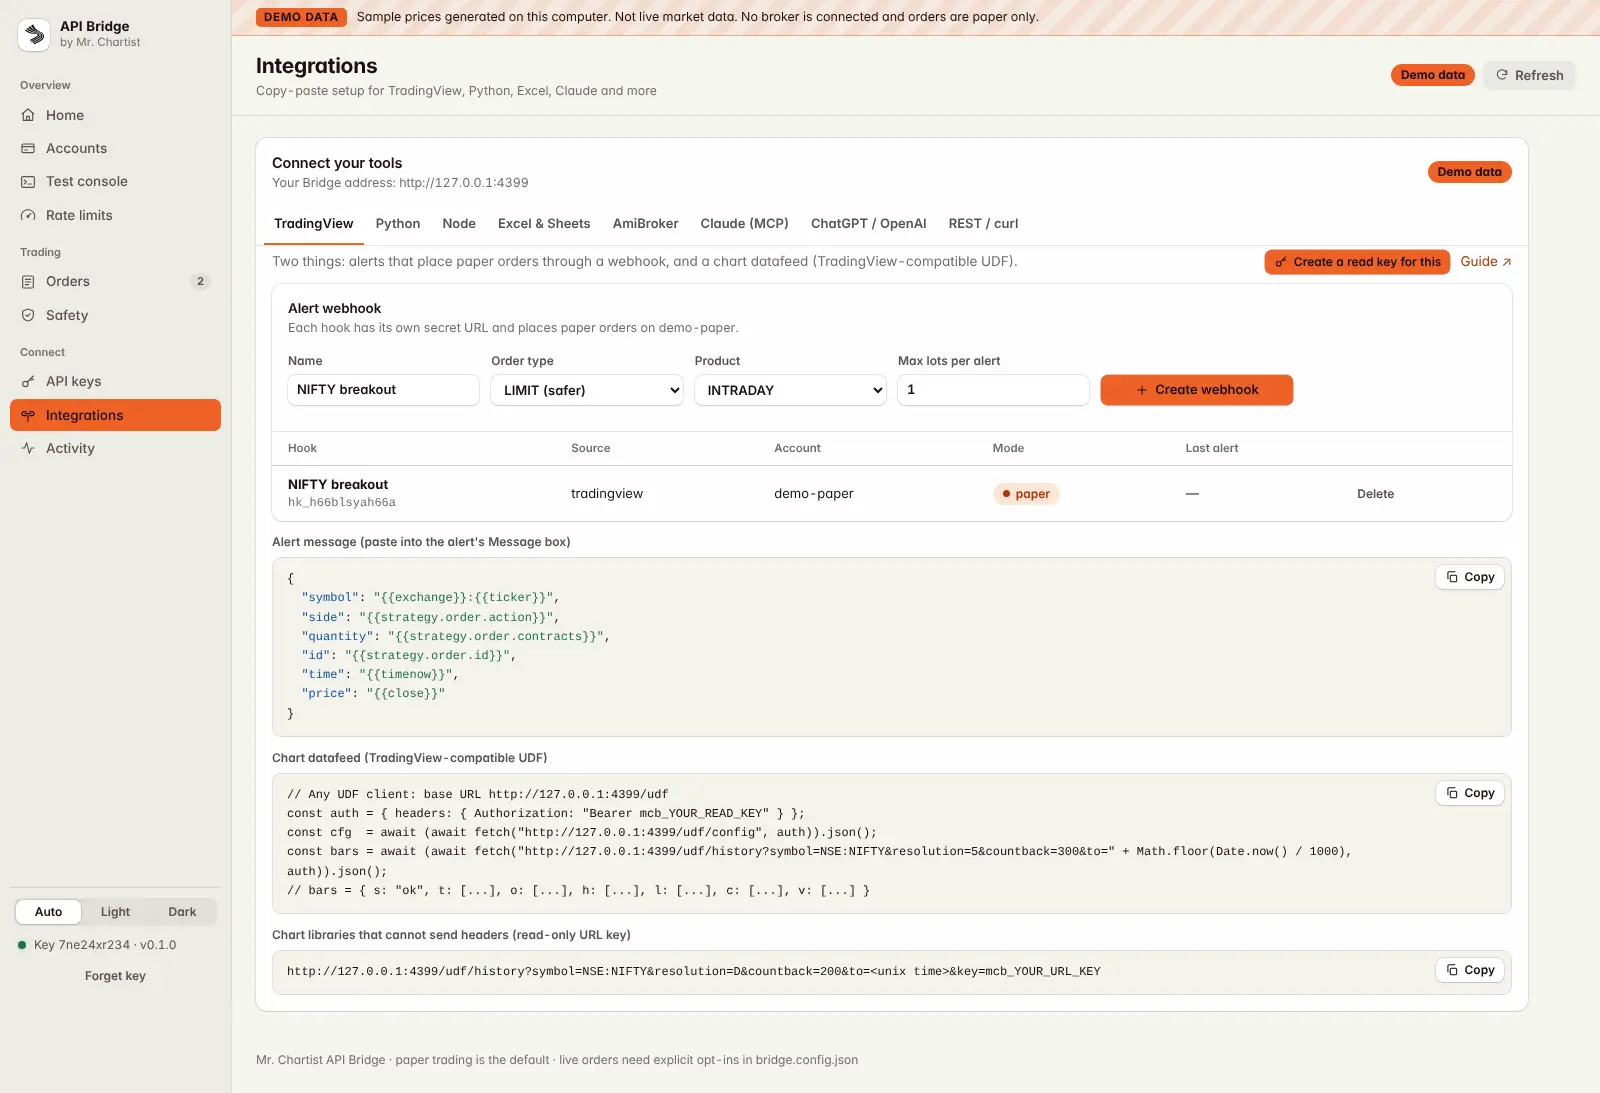 API Bridge
by Mr. Chartist
Overview
Home
Accounts
Test console
Rate limits
Trading
Orders 2
Safety
Connect
API keys
Integrations
Activity
Auto Light Dark
Key 7ne24xr234 · v0.1.0
Forget key
DEMO DATA Sample prices generated on this computer. Not live market data. No broker is connected and orders are paper only.
Integrations
Copy-paste setup for TradingView, Python, Excel, Claude and more
Demo data Refresh
Connect your tools
Your Bridge address: http://127.0.0.1:4399
Demo data
TradingView Python Node Excel & Sheets AmiBroker Claude (MCP) ChatGPT / OpenAI REST / curl
Two things: alerts that place paper orders through a webhook, and a chart datafeed (TradingView-compatible UDF).
Create a read key for this Guide ↗
Alert webhook
Each hook has its own secret URL and places paper orders on demo-paper.
Name Order type Product Max lots per alert
NIFTY breakout LIMIT (safer) INTRADAY 1 + Create webhook
Hook Source Account Mode Last alert
NIFTY breakout
hk_h66blsyah66a
tradingview demo-paper paper — Delete
Alert message (paste into the alert's Message box)
Copy
{
"symbol": "{{exchange}}:{{ticker}}",
"side": "{{strategy.order.action}}",
"quantity": "{{strategy.order.contracts}}",
"id": "{{strategy.order.id}}",
"time": "{{timenow}}",
"price": "{{close}}"
}
Chart datafeed (TradingView-compatible UDF)
Copy
// Any UDF client: base URL http://127.0.0.1:4399/udf
const auth = { headers: { Authorization: "Bearer mcb_YOUR_READ_KEY" } };
const cfg  = await (await fetch("http://127.0.0.1:4399/udf/config", auth)).json();
const bars = await (await fetch("http://127.0.0.1:4399/udf/history?symbol=NSE:NIFTY&resolution=5&countback=300&to=" + Math.floor(Date.now() / 1000),
auth)).json();
// bars = { s: "ok", t: [...], o: [...], h: [...], l: [...], c: [...], v: [...] }
Chart libraries that cannot send headers (read-only URL key)
http://127.0.0.1:4399/udf/history?symbol=NSE:NIFTY&resolution=D&countback=200&to=<unix time>&key=mcb_YOUR_URL_KEY
Copy
Mr. Chartist API Bridge · paper trading is the default · live orders need explicit opt-ins in bridge.config.json